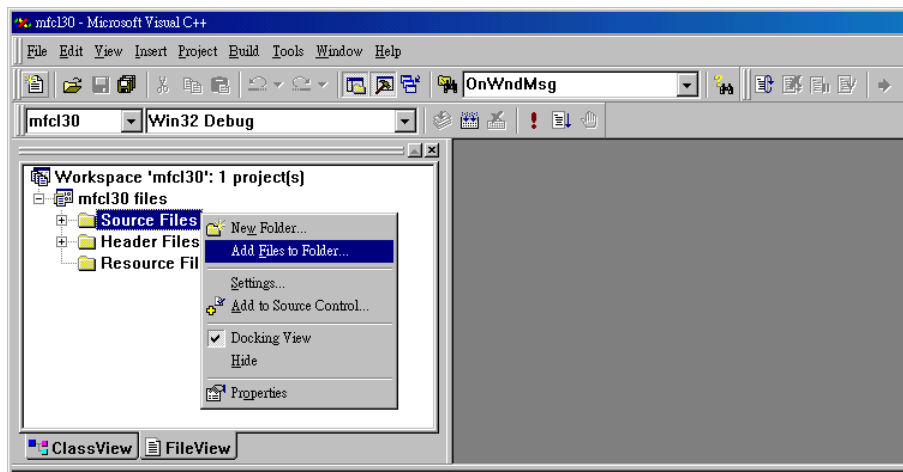 mfcl30 - Microsoft Visual C++
File Edit View Insert Project Build Tools Window Help
OnWndMsg
mfcl30 Win32 Debug
Workspace 'mfcl30': 1 project(s)
mfcl30 files
Source Files
Header Files
Resource Fil
New Folder...
Add Files to Folder...
Settings...
Add to Source Control...
Docking View
Hide
Properties
ClassView FileView